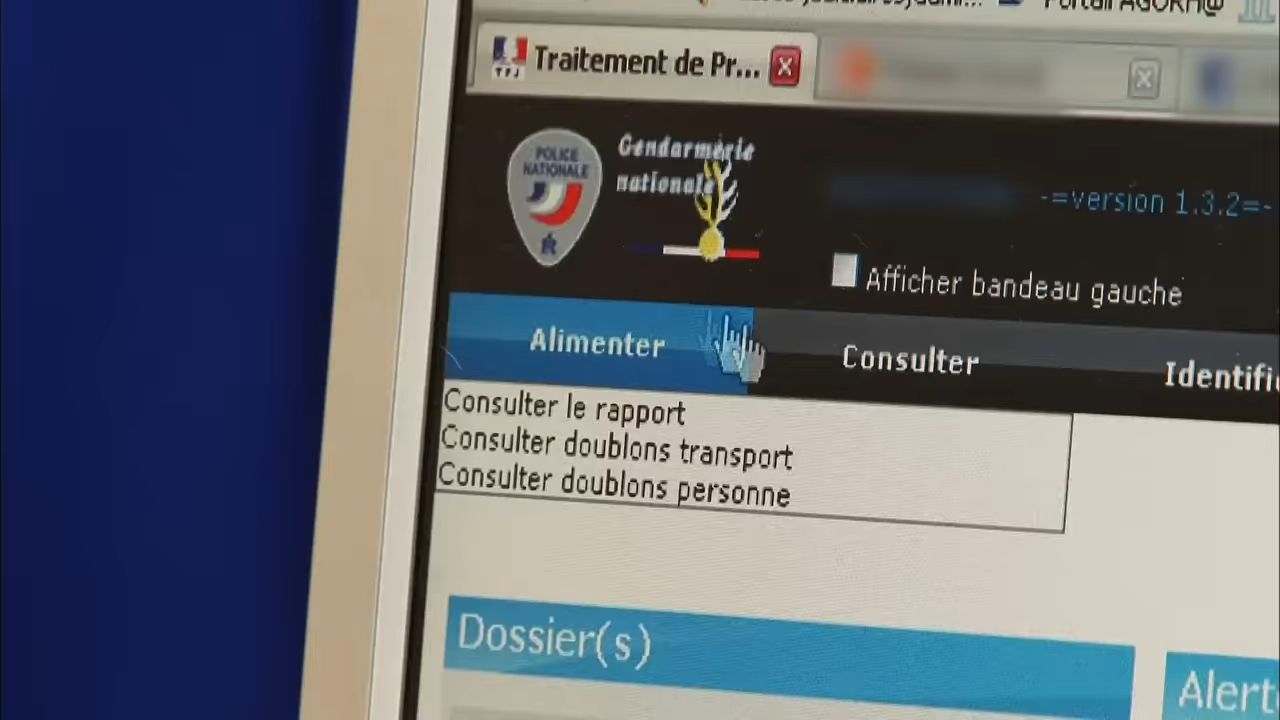 Portail AGORH@
Traitement de Pr...
TPJ
POLICE
NATIONALE
Gendarmerie
nationale
-=version 1.3.2=-
Afficher bandeau gauche
Alimenter
Consulter
Identifi
Consulter le rapport
Consulter doublons transport
Consulter doublons personne
Dossier(s)
Alert